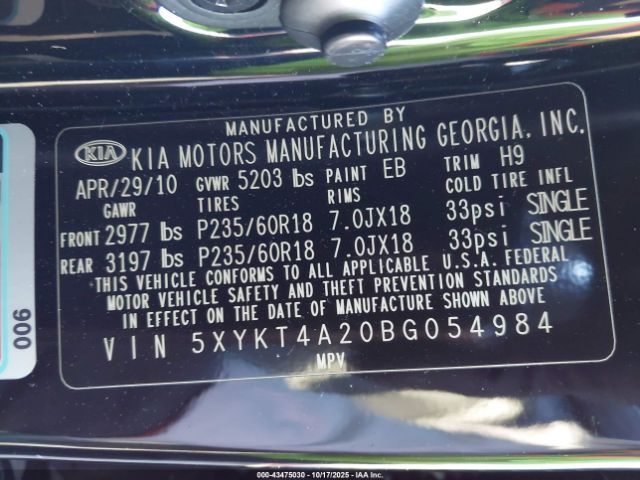 MANUFACTURED BY
KIA KIA MOTORS MANUFACTURING GEORGIA, INC.
APR/29/10 GVWR 5203 lbs PAINT EB TRIM H9
GAWR TIRES RIMS COLD TIRE INFL
FRONT 2977 lbs P235/60R18 7.0JX18 33psi SINGLE
REAR 3197 lbs P235/60R18 7.0JX18 33psi SINGLE
THIS VEHICLE CONFORMS TO ALL APPLICABLE U.S.A. FEDERAL
MOTOR VEHICLE SAFETY AND THEFT PREVENTION STANDARDS
IN EFFECT ON THE DATE OF MANUFACTURE SHOWN ABOVE
VIN 5XYKT4A20BG054984
MPV
006
000-43475030 - 10/17/2025 - IAA Inc.